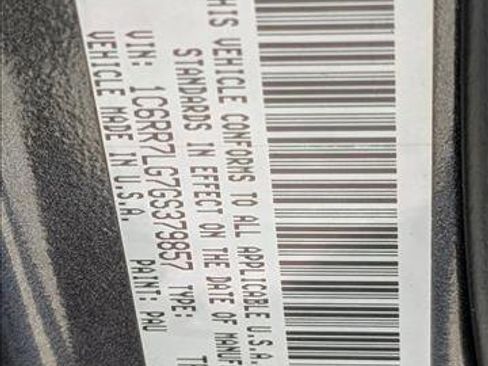 THIS VEHICLE CONFORMS TO ALL APPLICABLE U.S.A.
STANDARDS IN EFFECT ON THE DATE OF MANUF
VIN: 1C6RR7LG7GS379857 TYPE:
VEHICLE MADE IN U.S.A. PAINT: PAU